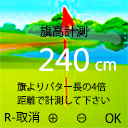 旗高計測
240 cm
旗よりパター長の4倍
距離で計測して下さい
R-取消 ⊕ ⊖ OK